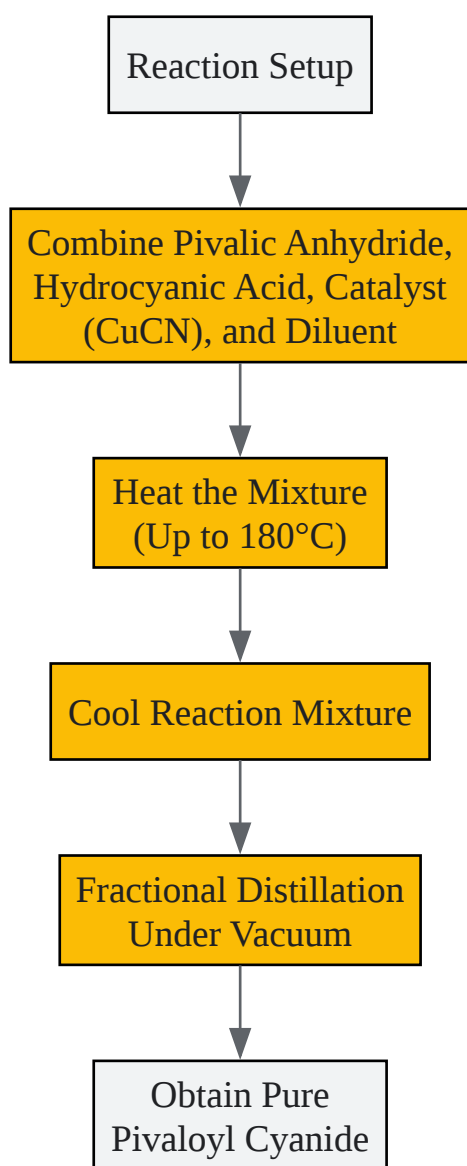 Reaction Setup
Combine Pivalic Anhydride,
Hydrocyanic Acid, Catalyst
(CuCN), and Diluent
Heat the Mixture
(Up to 180°C)
Cool Reaction Mixture
Fractional Distillation
Under Vacuum
Obtain Pure
Pivaloyl Cyanide